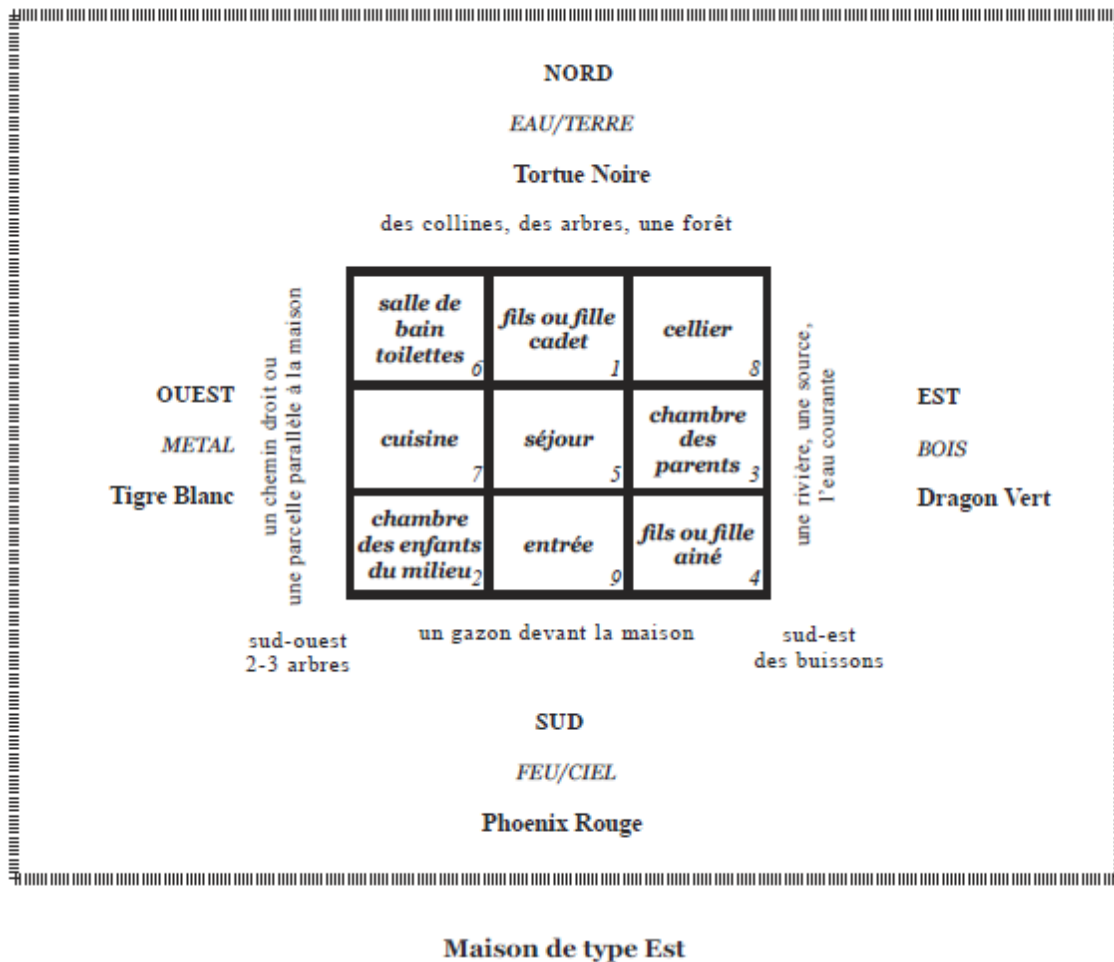 NORD
EAU/TERRE
Tortue Noire
des collines, des arbres, une forêt
salle de
bain
toilettes
6
fils ou fille
cadet
1
cellier
8
OUEST
METAL
Tigre Blanc
un chemin droit ou
une parcelle parallèle à la maison
cuisine
7
séjour
5
chambre
des
parents
3
une rivière, une source,
l'eau courante
EST
BOIS
Dragon Vert
chambre
des enfants
du milieu
2
entrée
9
fils ou fille
ainé
4
sud-ouest
2-3 arbres
un gazon devant la maison
sud-est
des buissons
SUD
FEU/CIEL
Phoenix Rouge
Maison de type Est